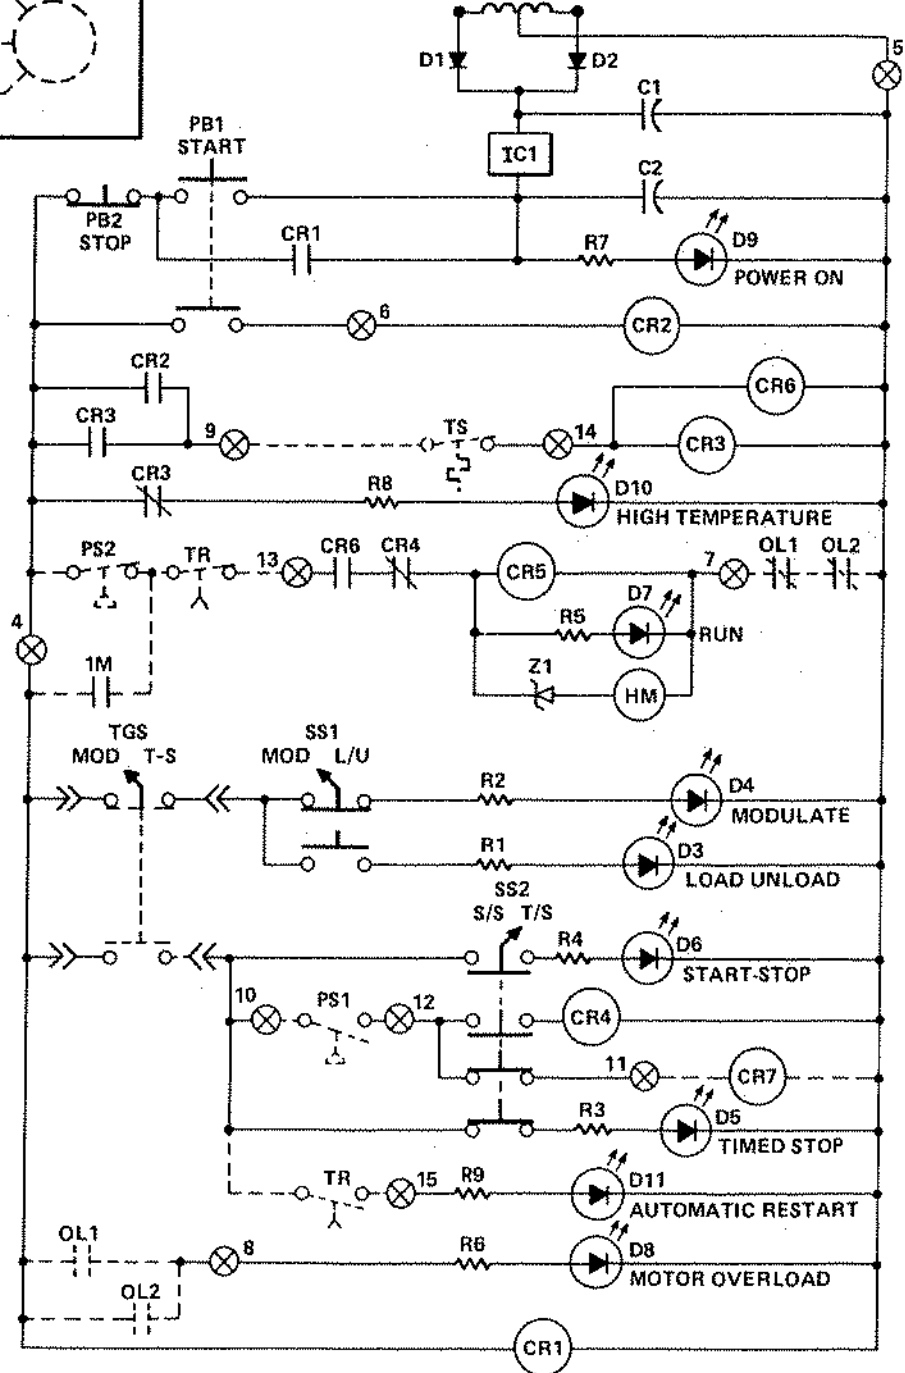 D1
D2
5
C1
IC1
PB1
START
C2
PB2
STOP
CR1
R7
D9
POWER ON
6
CR2
CR2
CR6
CR3
9
TS
14
CR3
CR3
R8
D10
HIGH TEMPERATURE
PS2
TR
13
CR6
CR4
CR5
7
OL1
OL2
D7
R5
RUN
4
1M
Z1
HM
TGS
MOD T-S
SS1
MOD L/U
R2
D4
MODULATE
R1
D3
LOAD UNLOAD
SS2
S/S T/S
R4
D6
START-STOP
10
PS1
12
CR4
11
CR7
R3
D5
TIMED STOP
TR
15
R9
D11
AUTOMATIC RESTART
OL1
8
R6
D8
MOTOR OVERLOAD
OL2
CR1